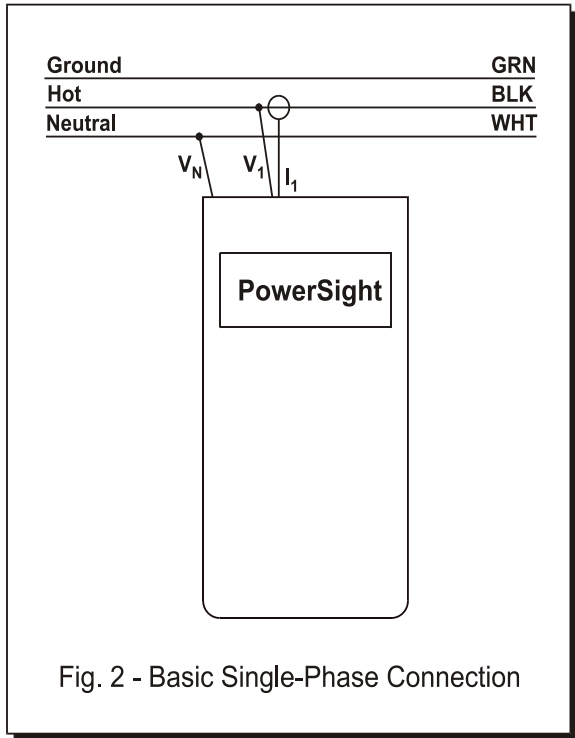 Ground GRN
Hot BLK
Neutral WHT
VN V1 I1
PowerSight
Fig. 2 - Basic Single-Phase Connection